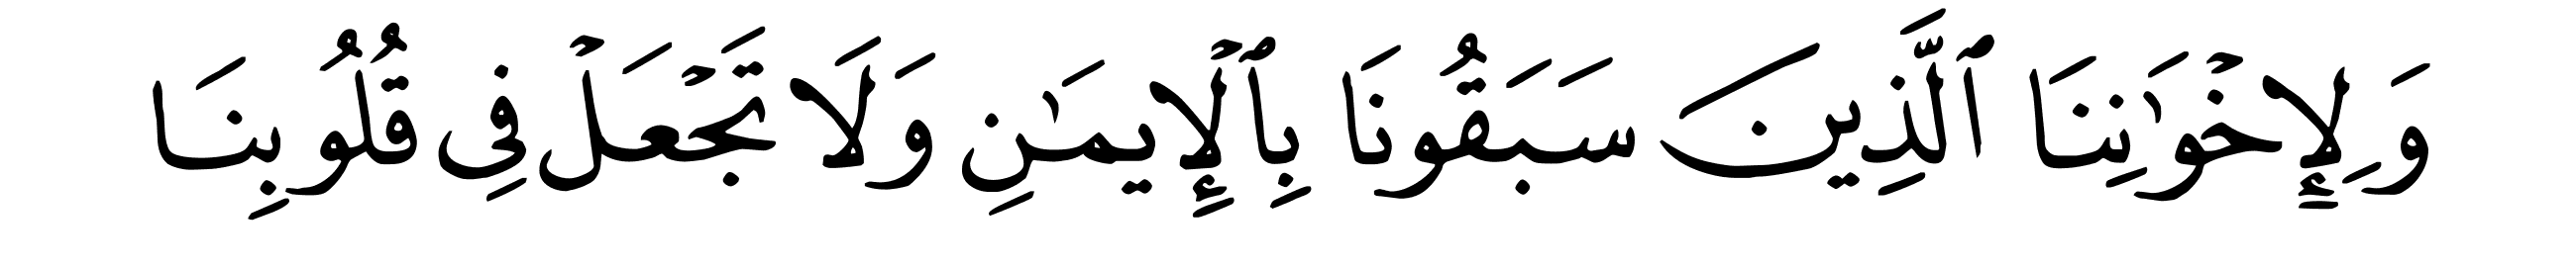 وَلِإِخْوَٰنِنَا ٱلَّذِينَ سَبَقُونَا بِٱلْإِيمَـٰنِ وَلَا تَجْعَلْ فِى قُلُوبِنَا